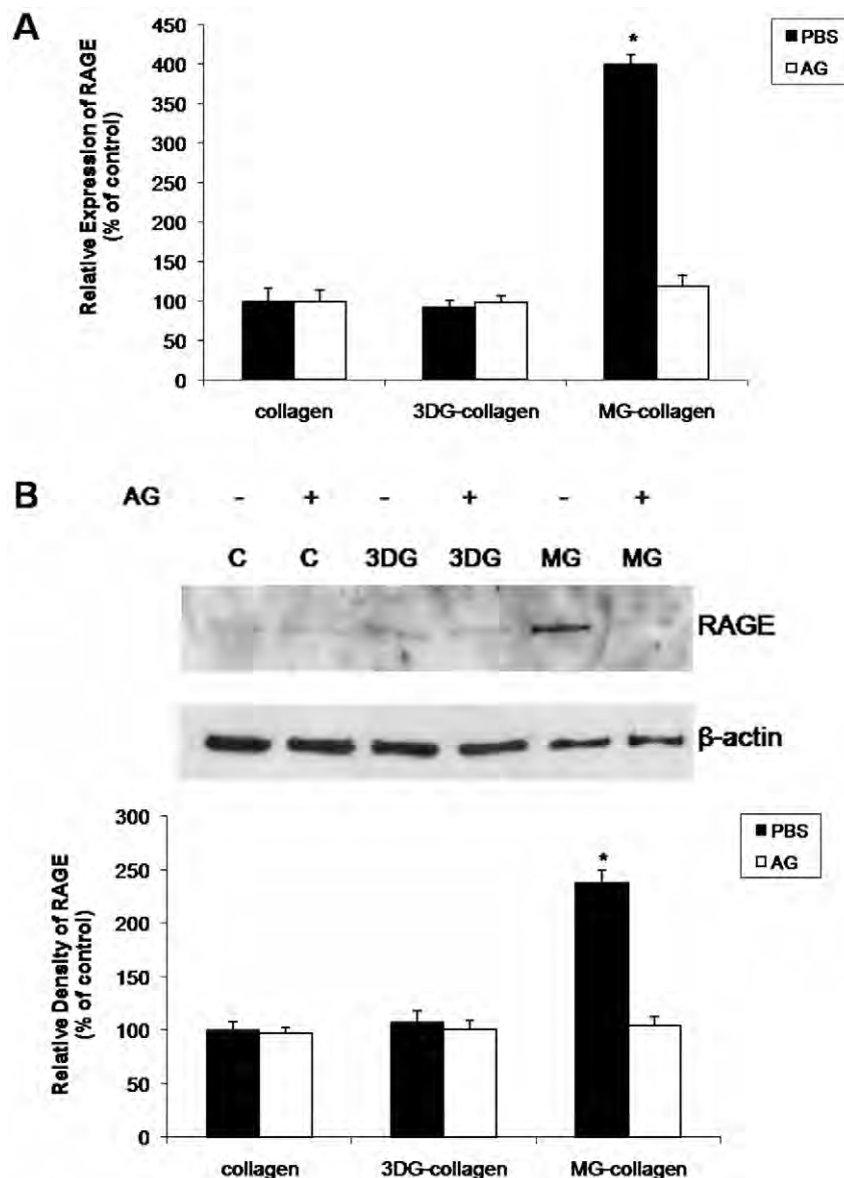 A
Relative Expression of RAGE
(% of control)
450
400
350
300
250
200
150
100
50
0
*
PBS
AG
collagen 3DG-collagen MG-collagen
B
AG - + - + - +
C C 3DG 3DG MG MG
RAGE
β-actin
Relative Density of RAGE
(% of control)
300
250
200
150
100
50
0
*
PBS
AG
collagen 3DG-collagen MG-collagen